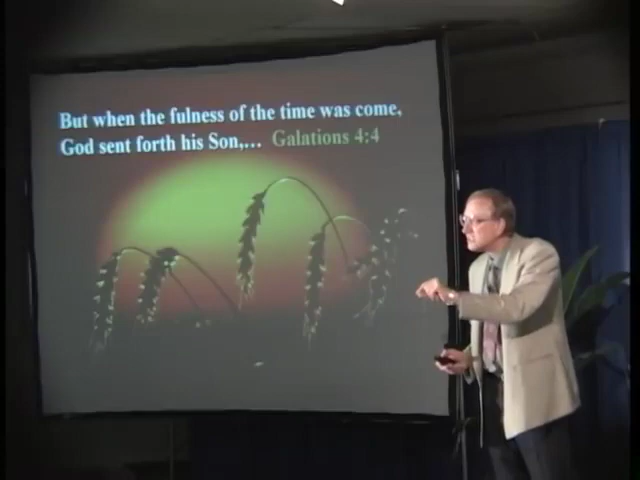 But when the fulness of the time was come,
God sent forth his Son,... Galations 4:4